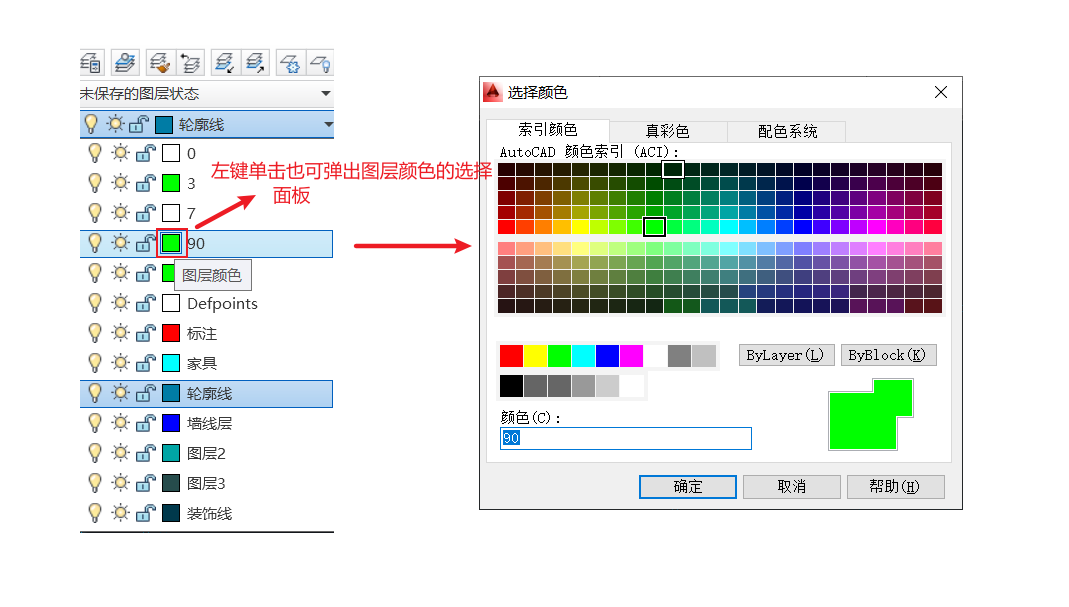 未保存的图层状态
轮廓线
0
3
7
90
图层颜色
Defpoints
标注
家具
轮廓线
墙线层
图层2
图层3
装饰线
左键单击也可弹出图层颜色的选择
面板
选择颜色
索引颜色
真彩色
配色系统
AutoCAD 颜色索引 (ACI):
ByLayer(L)
ByBlock(K)
颜色(C):
90
确定
取消
帮助(H)